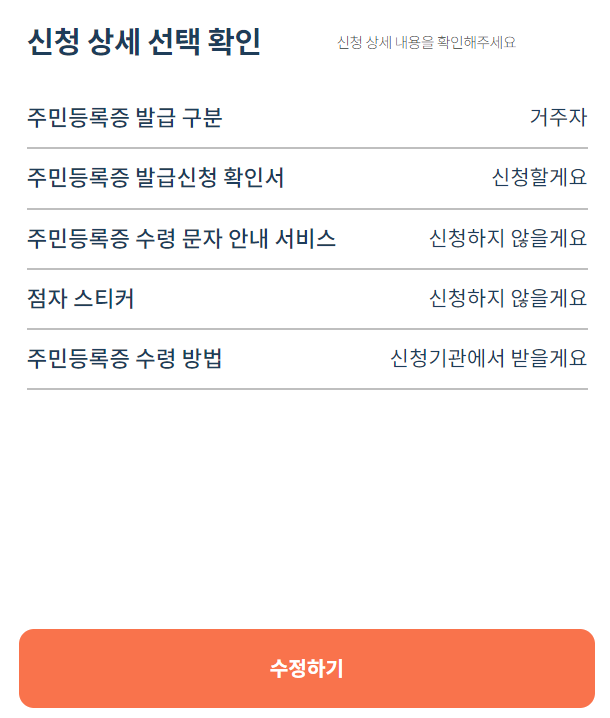 신청 상세 선택 확인 신청 상세 내용을 확인해주세요
주민등록증 발급 구분 거주자
주민등록증 발급신청 확인서 신청할게요
주민등록증 수령 문자 안내 서비스 신청하지 않을게요
점자 스티커 신청하지 않을게요
주민등록증 수령 방법 신청기관에서 받을게요
수정하기